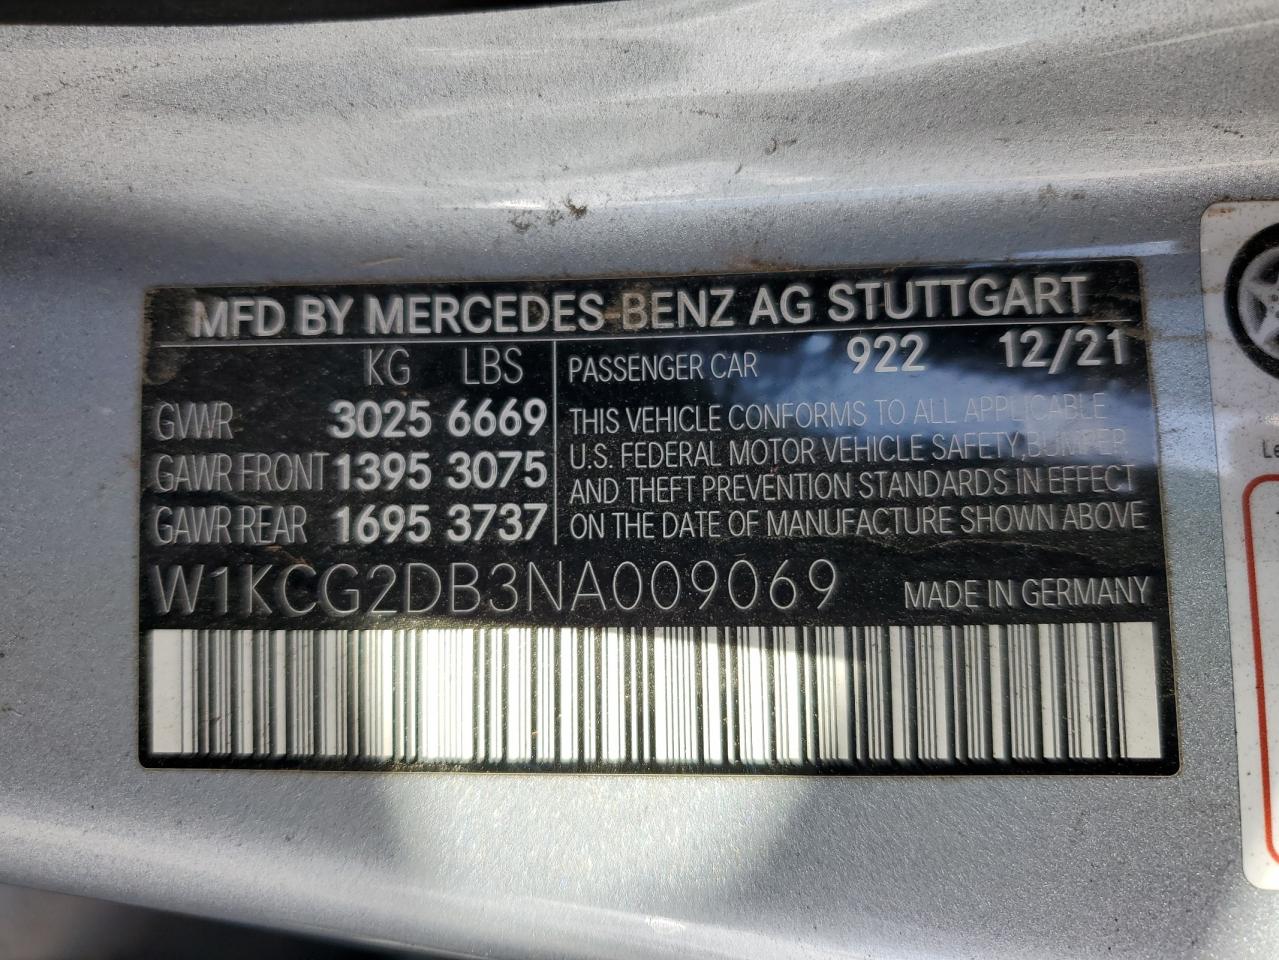 MFD BY MERCEDES-BENZ AG STUTTGART
KG LBS
GVWR 3025 6669
GAWR FRONT 1395 3075
GAWR REAR 1695 3737
PASSENGER CAR 922 12/21
THIS VEHICLE CONFORMS TO ALL APPLICABLE
U.S. FEDERAL MOTOR VEHICLE SAFETY,BUMPER,
AND THEFT PREVENTION STANDARDS IN EFFECT
ON THE DATE OF MANUFACTURE SHOWN ABOVE
W1KCG2DB3NA009069
MADE IN GERMANY